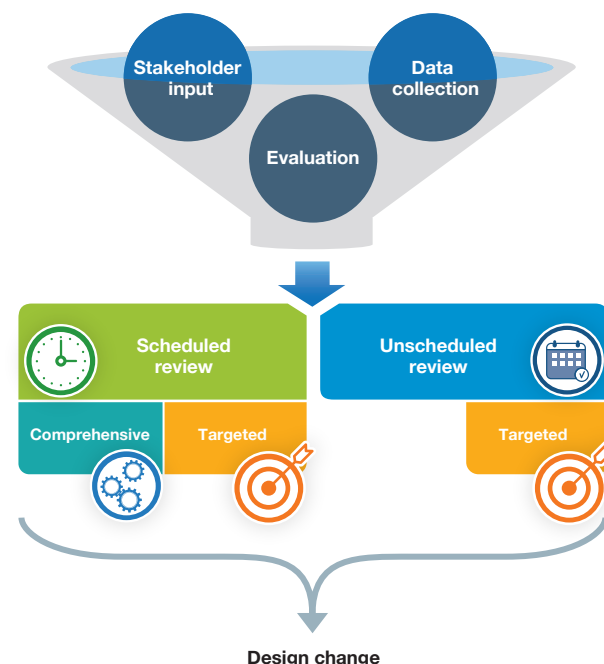 Stakeholder
input
Data
collection
Evaluation
Scheduled
review
Unscheduled
review
Comprehensive
Targeted
Targeted
Design change